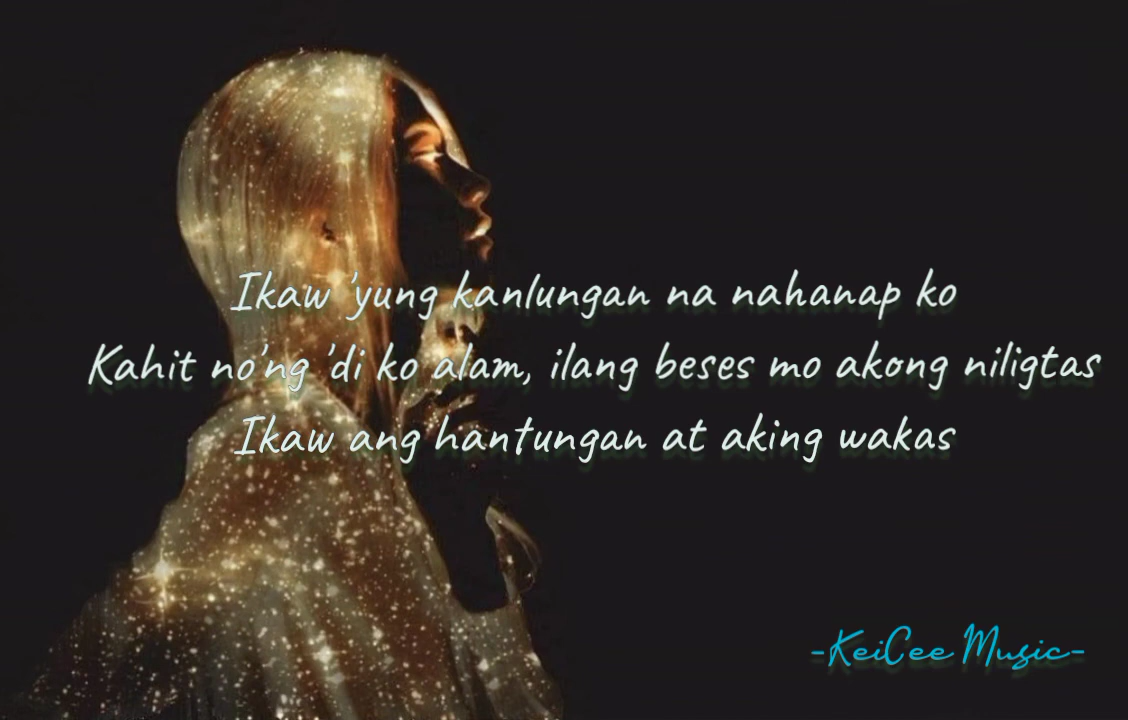 Ikaw 'yung kanlungan na nahanap ko
Kahit no'ng 'di ko alam, ilang beses mo akong niligtas
Ikaw ang hantungan at aking wakas
-KeiCee Music-